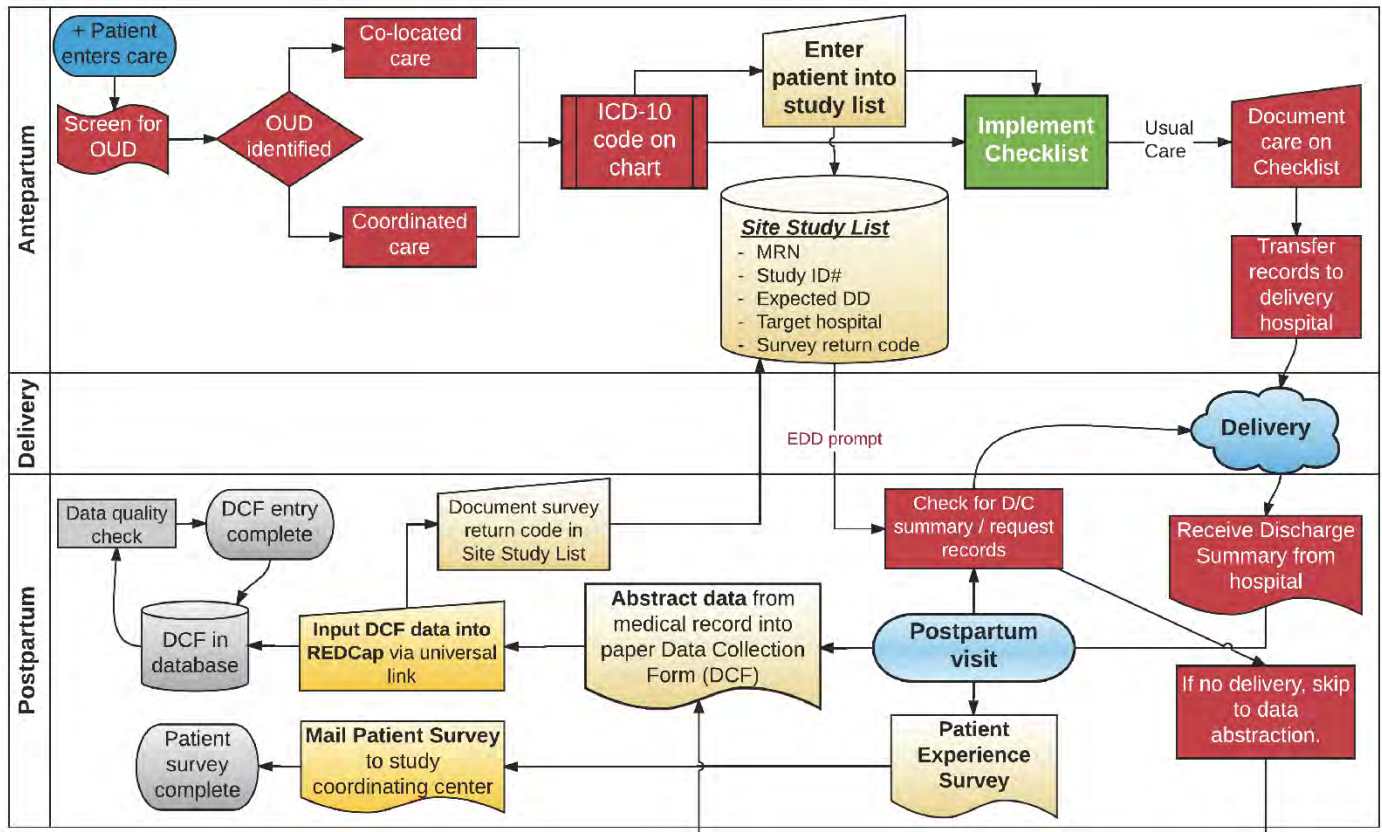 Antepartum
+ Patient
enters care
Screen for
OUD
OUD
identified
Co-located
care
Coordinated
care
ICD-10
code on
chart
Enter
patient into
study list
Implement
Checklist
Usual
Care
Document
care on
Checklist
Transfer
records to
delivery
hospital
Site Study List
- MRN
- Study ID#
- Expected DD
- Target hospital
- Survey return code
Delivery
EDD prompt
Delivery
Postpartum
Data quality
check
DCF entry
complete
Document survey
return code in
Site Study List
Check for D/C
summary / request
records
Receive Discharge
Summary from
hospital
DCF in
database
Input DCF data into
REDCap via universal
link
Abstract data from
medical record into
paper Data Collection
Form (DCF)
Postpartum
visit
If no delivery, skip
to data
abstraction.
Patient
survey
complete
Mail Patient Survey
to study
coordinating center
Patient
Experience
Survey